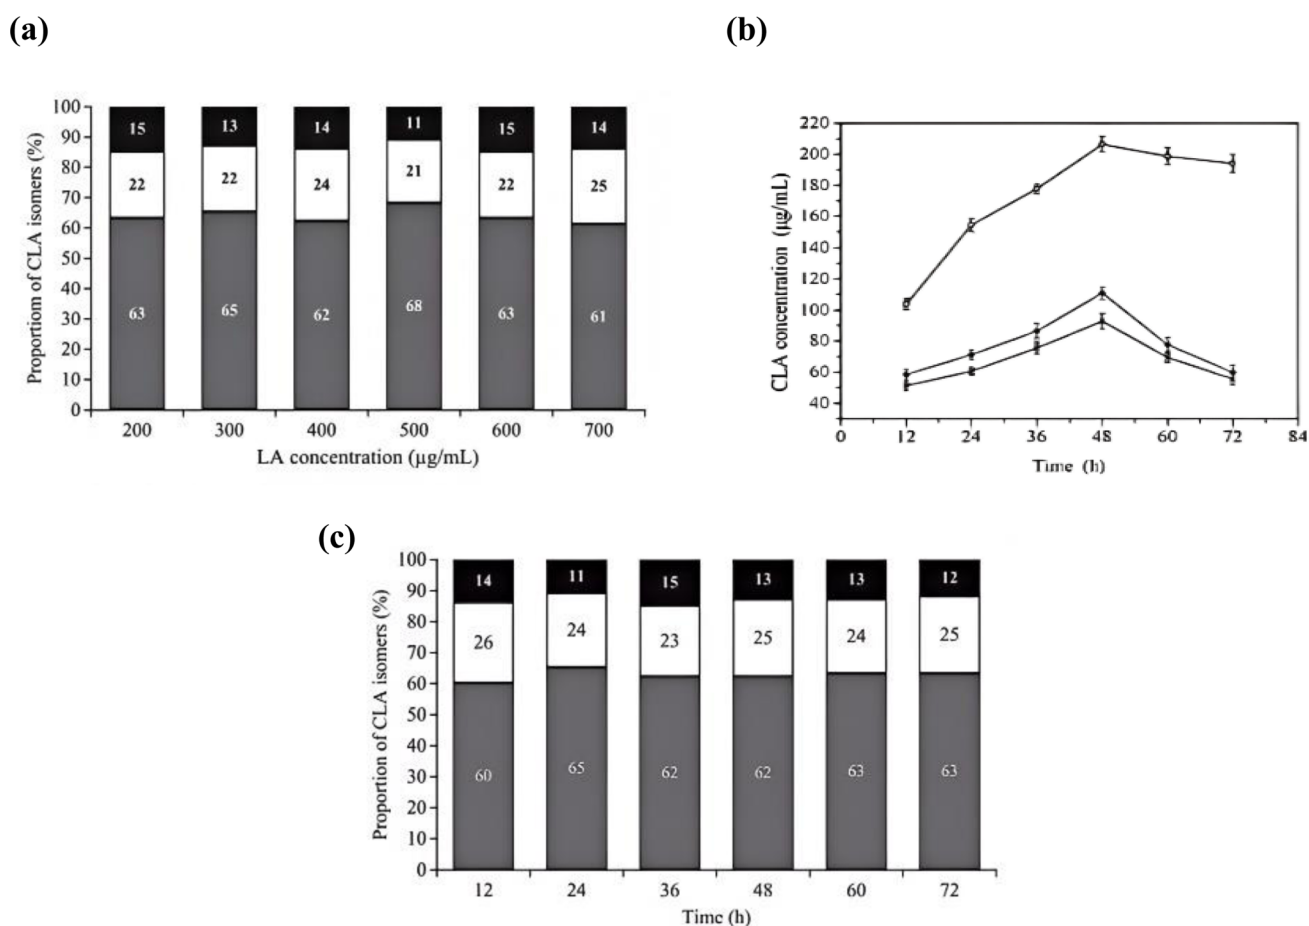 (a)
Proportiom of CLA isomers (%)
100
90
80
70
60
50
40
30
20
10
0
15 13 14 11 15 14
22 22 24 21 22 25
63 65 62 68 63 61
200 300 400 500 600 700
LA concentration (μg/mL)
(b)
CLA concentration (μg/mL)
220
200
180
160
140
120
100
80
60
40
0 12 24 36 48 60 72 84
Time (h)
(c)
Proportion of CLA isomers (%)
100
90
80
70
60
50
40
30
20
10
0
14 11 15 13 13 12
26 24 23 25 24 25
60 65 62 62 63 63
12 24 36 48 60 72
Time (h)